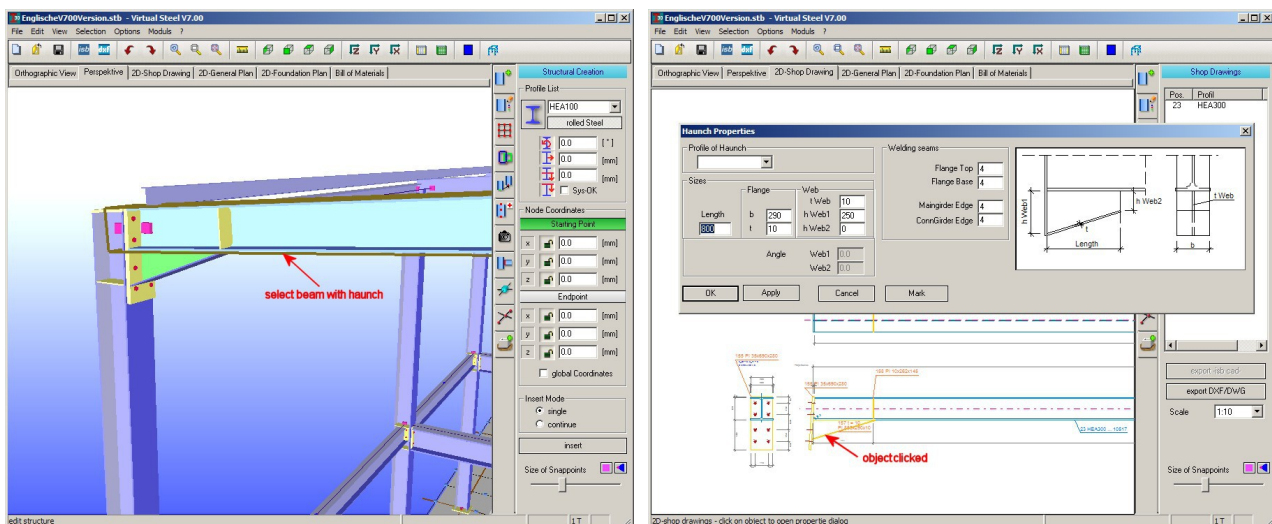 EnglischeV700Version.stb - Virtual Steel V7.00
File Edit View Selection Options Moduls ?
isb dxf
Orthographic View Perspektive 2D-Shop Drawing 2D-General Plan 2D-Foundation Plan Bill of Materials
Structural Creation
Profile List
HEA100
rolled Steel
0.0 [°]
0.0 [mm]
0.0 [mm]
Sys-OK
Node Coordinates
Starting Point
x 0.0 [mm]
y 0.0 [mm]
z 0.0 [mm]
Endpoint
x 0.0 [mm]
y 0.0 [mm]
z 0.0 [mm]
global Coordinates
Insert Mode
single
continue
insert
Size of Snappoints
select beam with haunch
edit structure
1 T
EnglischeV700Version.stb - Virtual Steel V7.00
File Edit View Selection Options Moduls ?
isb dxf
Orthographic View Perspektive 2D-Shop Drawing 2D-General Plan 2D-Foundation Plan Bill of Materials
Shop Drawings
Pos. Profil
23 HEA300
Haunch Properties
Profile of Haunch
Sizes
Length
800
Flange
b 290
t 10
Web
t Web 10
h Web1 250
h Web2 0
Angle Web1 0.0
Web2 0.0
Welding seams
Flange Top 4
Flange Base 4
Maingirder Edge 4
ConnGirder Edge 4
h Web1
t
Length
h Web2
t Web
b
OK Apply Cancel Mark
object clicked
export -isb cad
export DXF/DWG
Scale 1:10
Size of Snappoints
2D-shop drawings - click on object to open propertie dialog
1 T